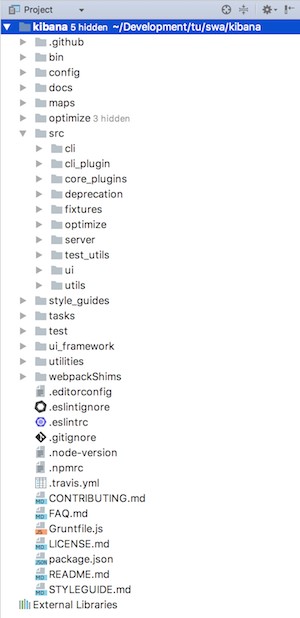 Project
kibana 5 hidden ~/Development/tu/swa/kibana
.github
bin
config
docs
maps
optimize 3 hidden
src
cli
cli_plugin
core_plugins
deprecation
fixtures
optimize
server
test_utils
ui
utils
style_guides
tasks
test
ui_framework
utilities
webpackShims
.editorconfig
.eslintignore
.eslintrc
.gitignore
.node-version
.npmrc
.travis.yml
CONTRIBUTING.md
FAQ.md
Gruntfile.js
LICENSE.md
package.json
README.md
STYLEGUIDE.md
External Libraries